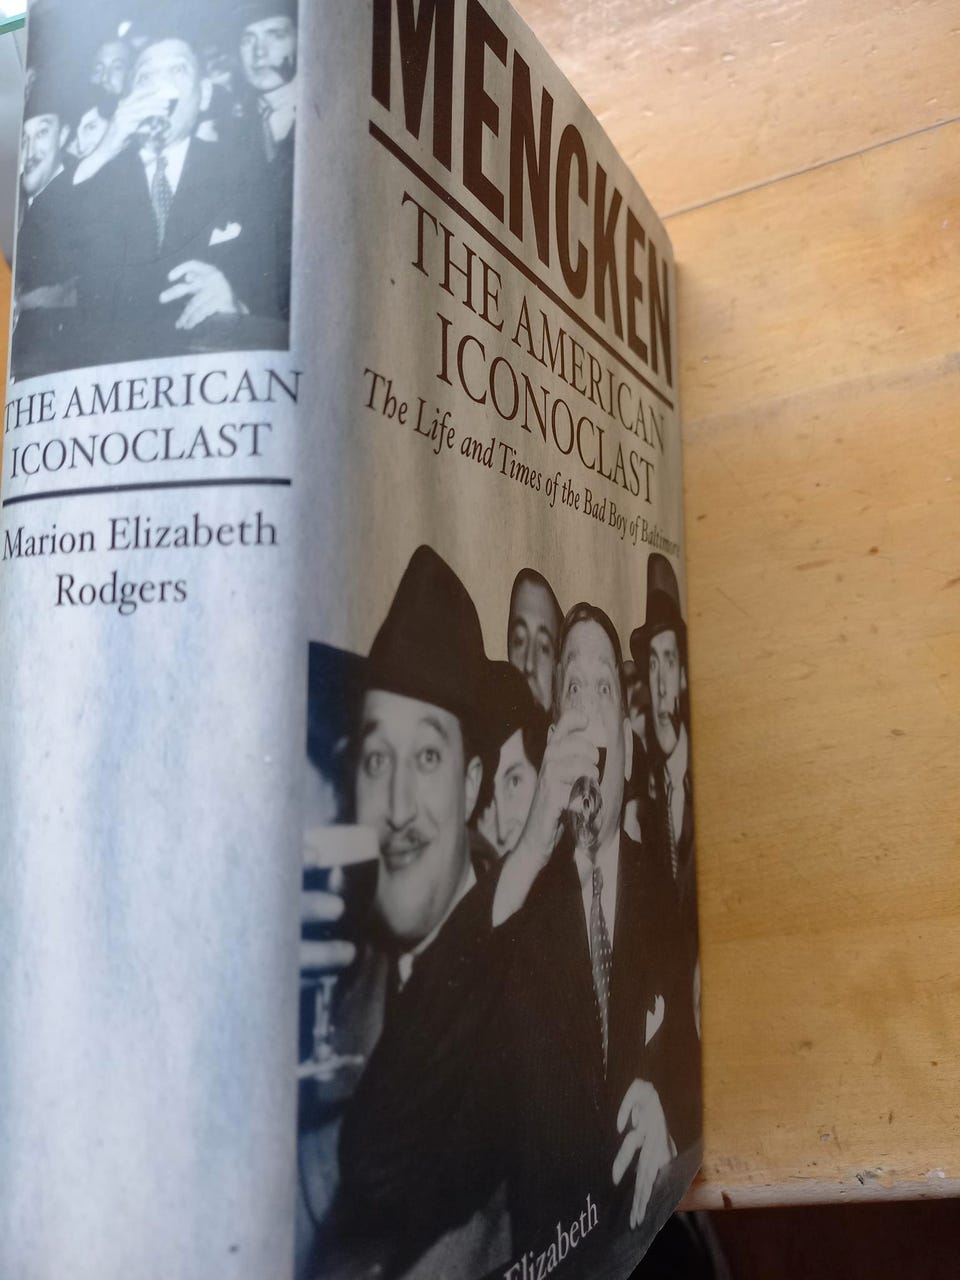 THE AMERICAN
ICONOCLAST
Marion Elizabeth
Rodgers
MENCKEN
THE AMERICAN
ICONOCLAST
The Life and Times of the Bad Boy of Baltimore
Elizabeth